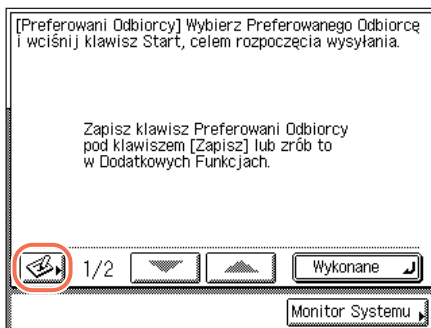 [Preferowani Odbiorcy] Wybierz Preferowanego Odbiorcę
i wciśnij klawisz Start, celem rozpoczęcia wysyłania.
Zapisz klawisz Preferowani Odbiorcy
pod klawiszem [Zapisz] lub zrób to
w Dodatkowych Funkcjach.
1/2
Wykonane
Monitor Systemu